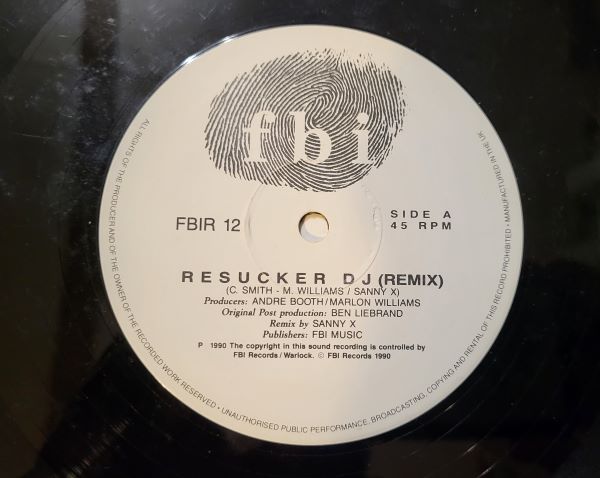 fbi
FBIR 12
SIDE A
45 RPM
RESUCKER DJ (REMIX)
(C. SMITH - M. WILLIAMS / SANNY X)
Producers: ANDRE BOOTH/MARLON WILLIAMS
Original Post production: BEN LIEBRAND
Remix by SANNY X
Publishers: FBI MUSIC
P 1990 The copyright in this sound recording is controlled by
FBI Records / Warlock. © FBI Records 1990
ALL RIGHTS OF THE PRODUCER AND OF THE OWNER OF THE RECORDED WORK RESERVED • UNAUTHORISED PUBLIC PERFORMANCE, BROADCASTING, COPYING AND RENTAL OF THIS RECORD PROHIBITED • MANUFACTURED IN THE UK